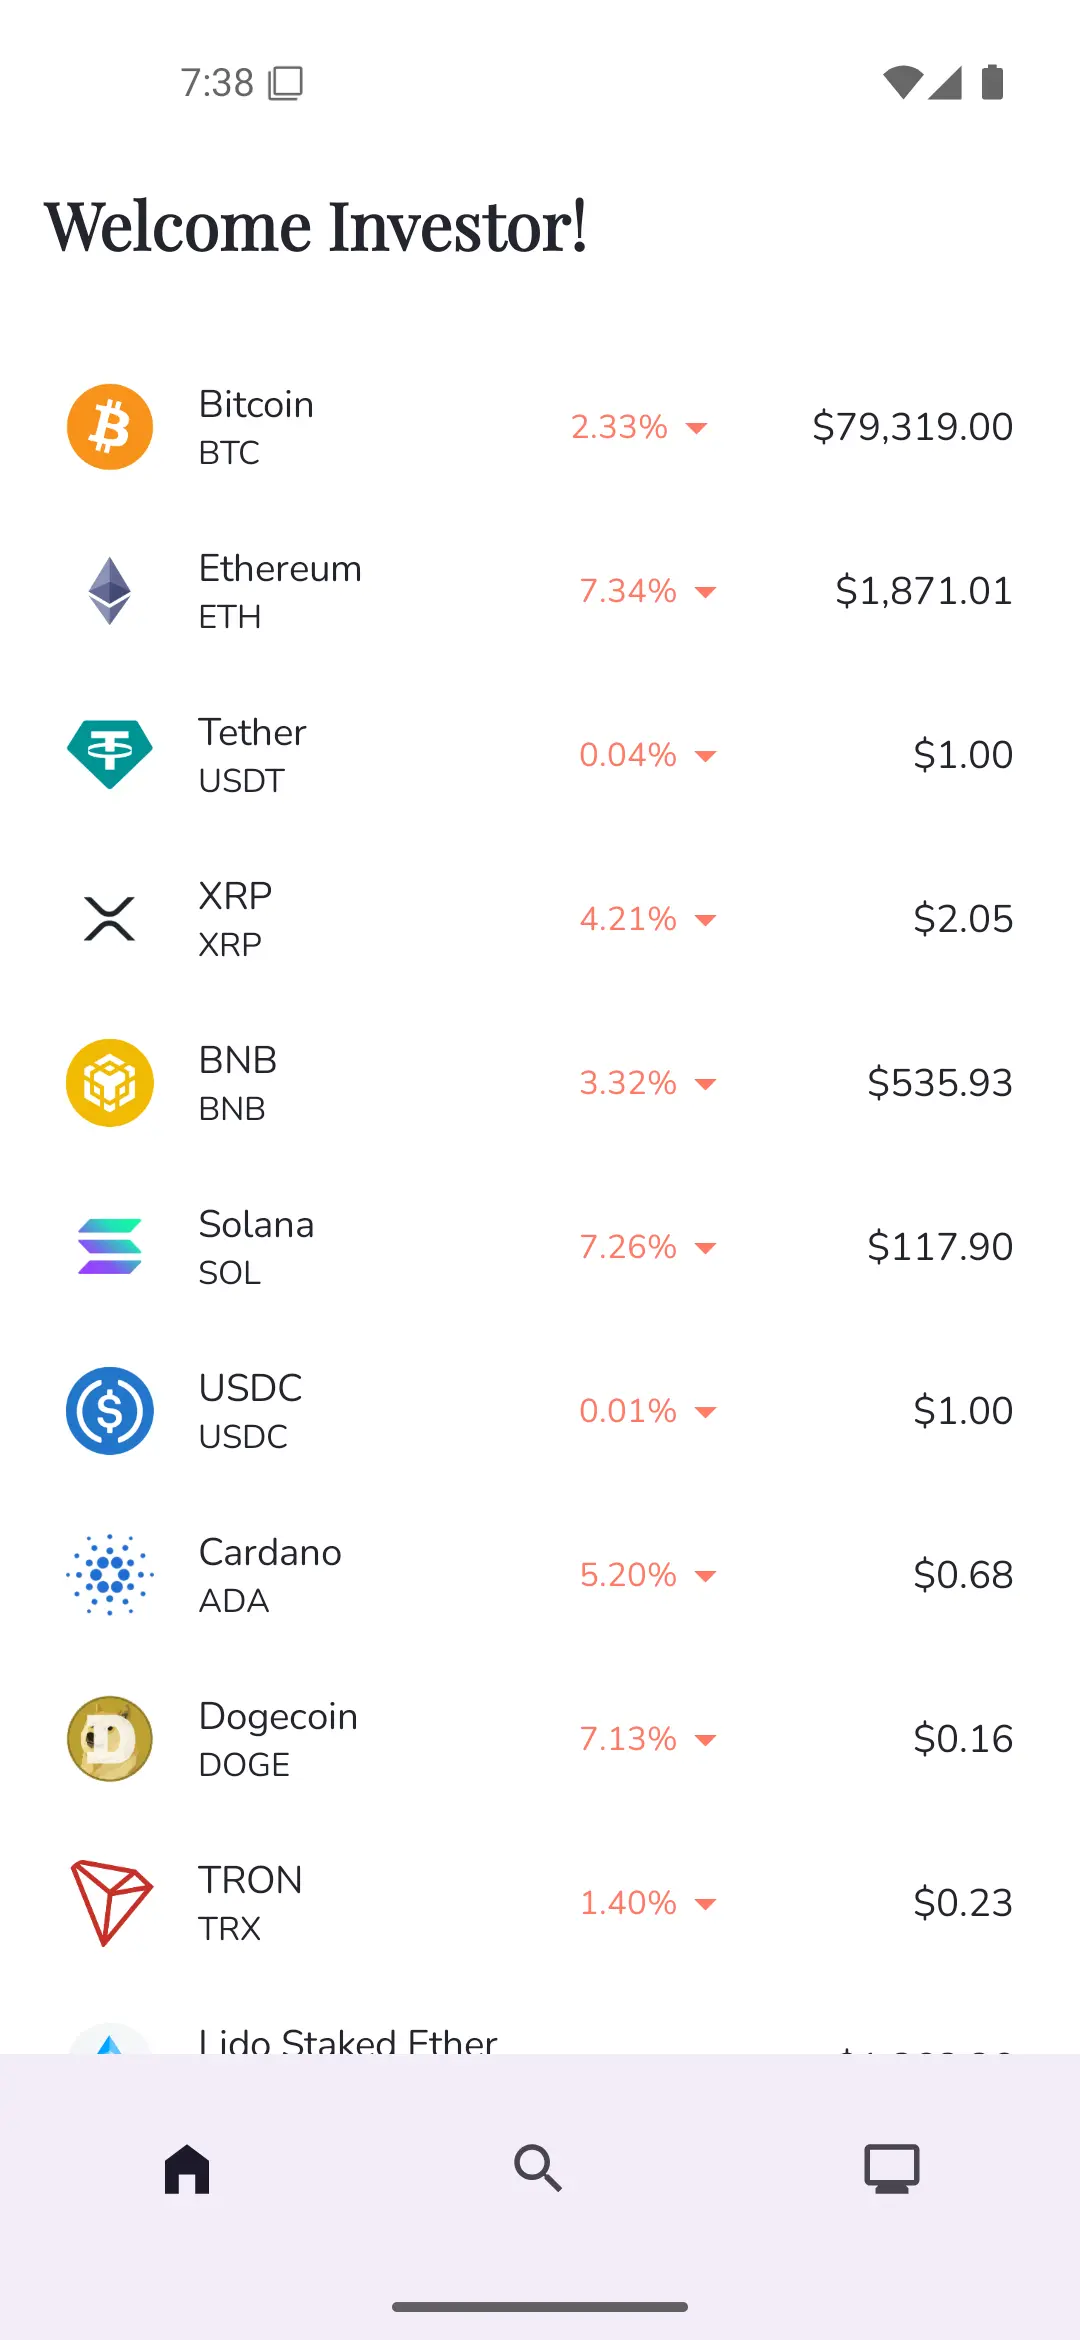 7:38
Welcome Investor!
Bitcoin
BTC
2.33%
$79,319.00
Ethereum
ETH
7.34%
$1,871.01
Tether
USDT
0.04%
$1.00
XRP
XRP
4.21%
$2.05
BNB
BNB
3.32%
$535.93
Solana
SOL
7.26%
$117.90
USDC
USDC
0.01%
$1.00
Cardano
ADA
5.20%
$0.68
Dogecoin
DOGE
7.13%
$0.16
TRON
TRX
1.40%
$0.23
Lido Staked Ether